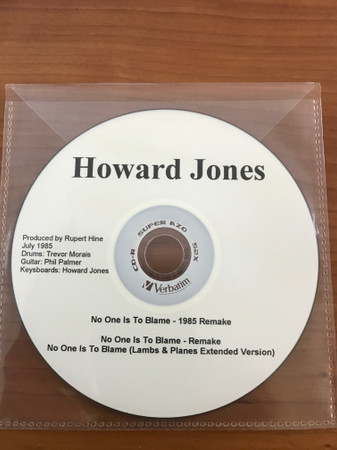 Howard Jones
Produced by Rupert Hine
July 1985
Drums: Trevor Morais
Guitar: Phil Palmer
Keysboards: Howard Jones
CD-R SUPER AZO 52X
Verbatim
No One Is To Blame - 1985 Remake
No One Is To Blame - Remake
No One Is To Blame (Lambs & Planes Extended Version)